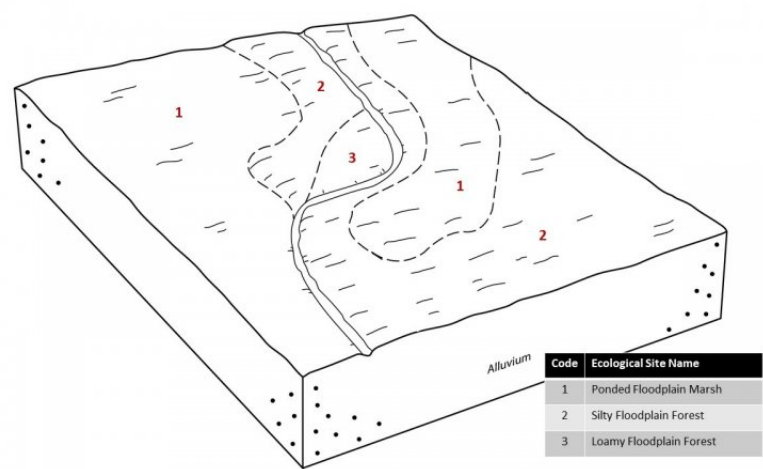 2
1
3
1
2
Alluvium
Code Ecological Site Name
1 Ponded Floodplain Marsh
2 Silty Floodplain Forest
3 Loamy Floodplain Forest